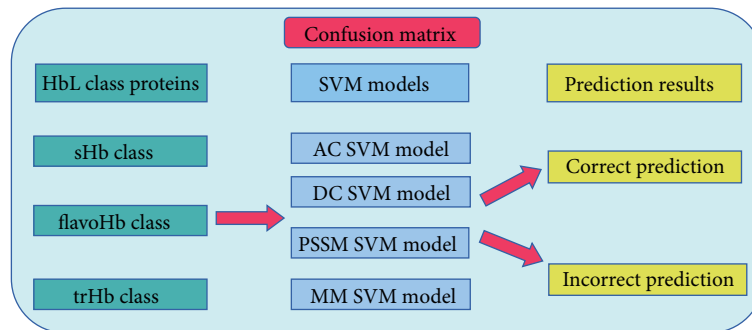 Confusion matrix
HbL class proteins
SVM models
Prediction results
sHb class
AC SVM model
Correct prediction
DC SVM model
flavoHb class
PSSM SVM model
Incorrect prediction
trHb class
MM SVM model